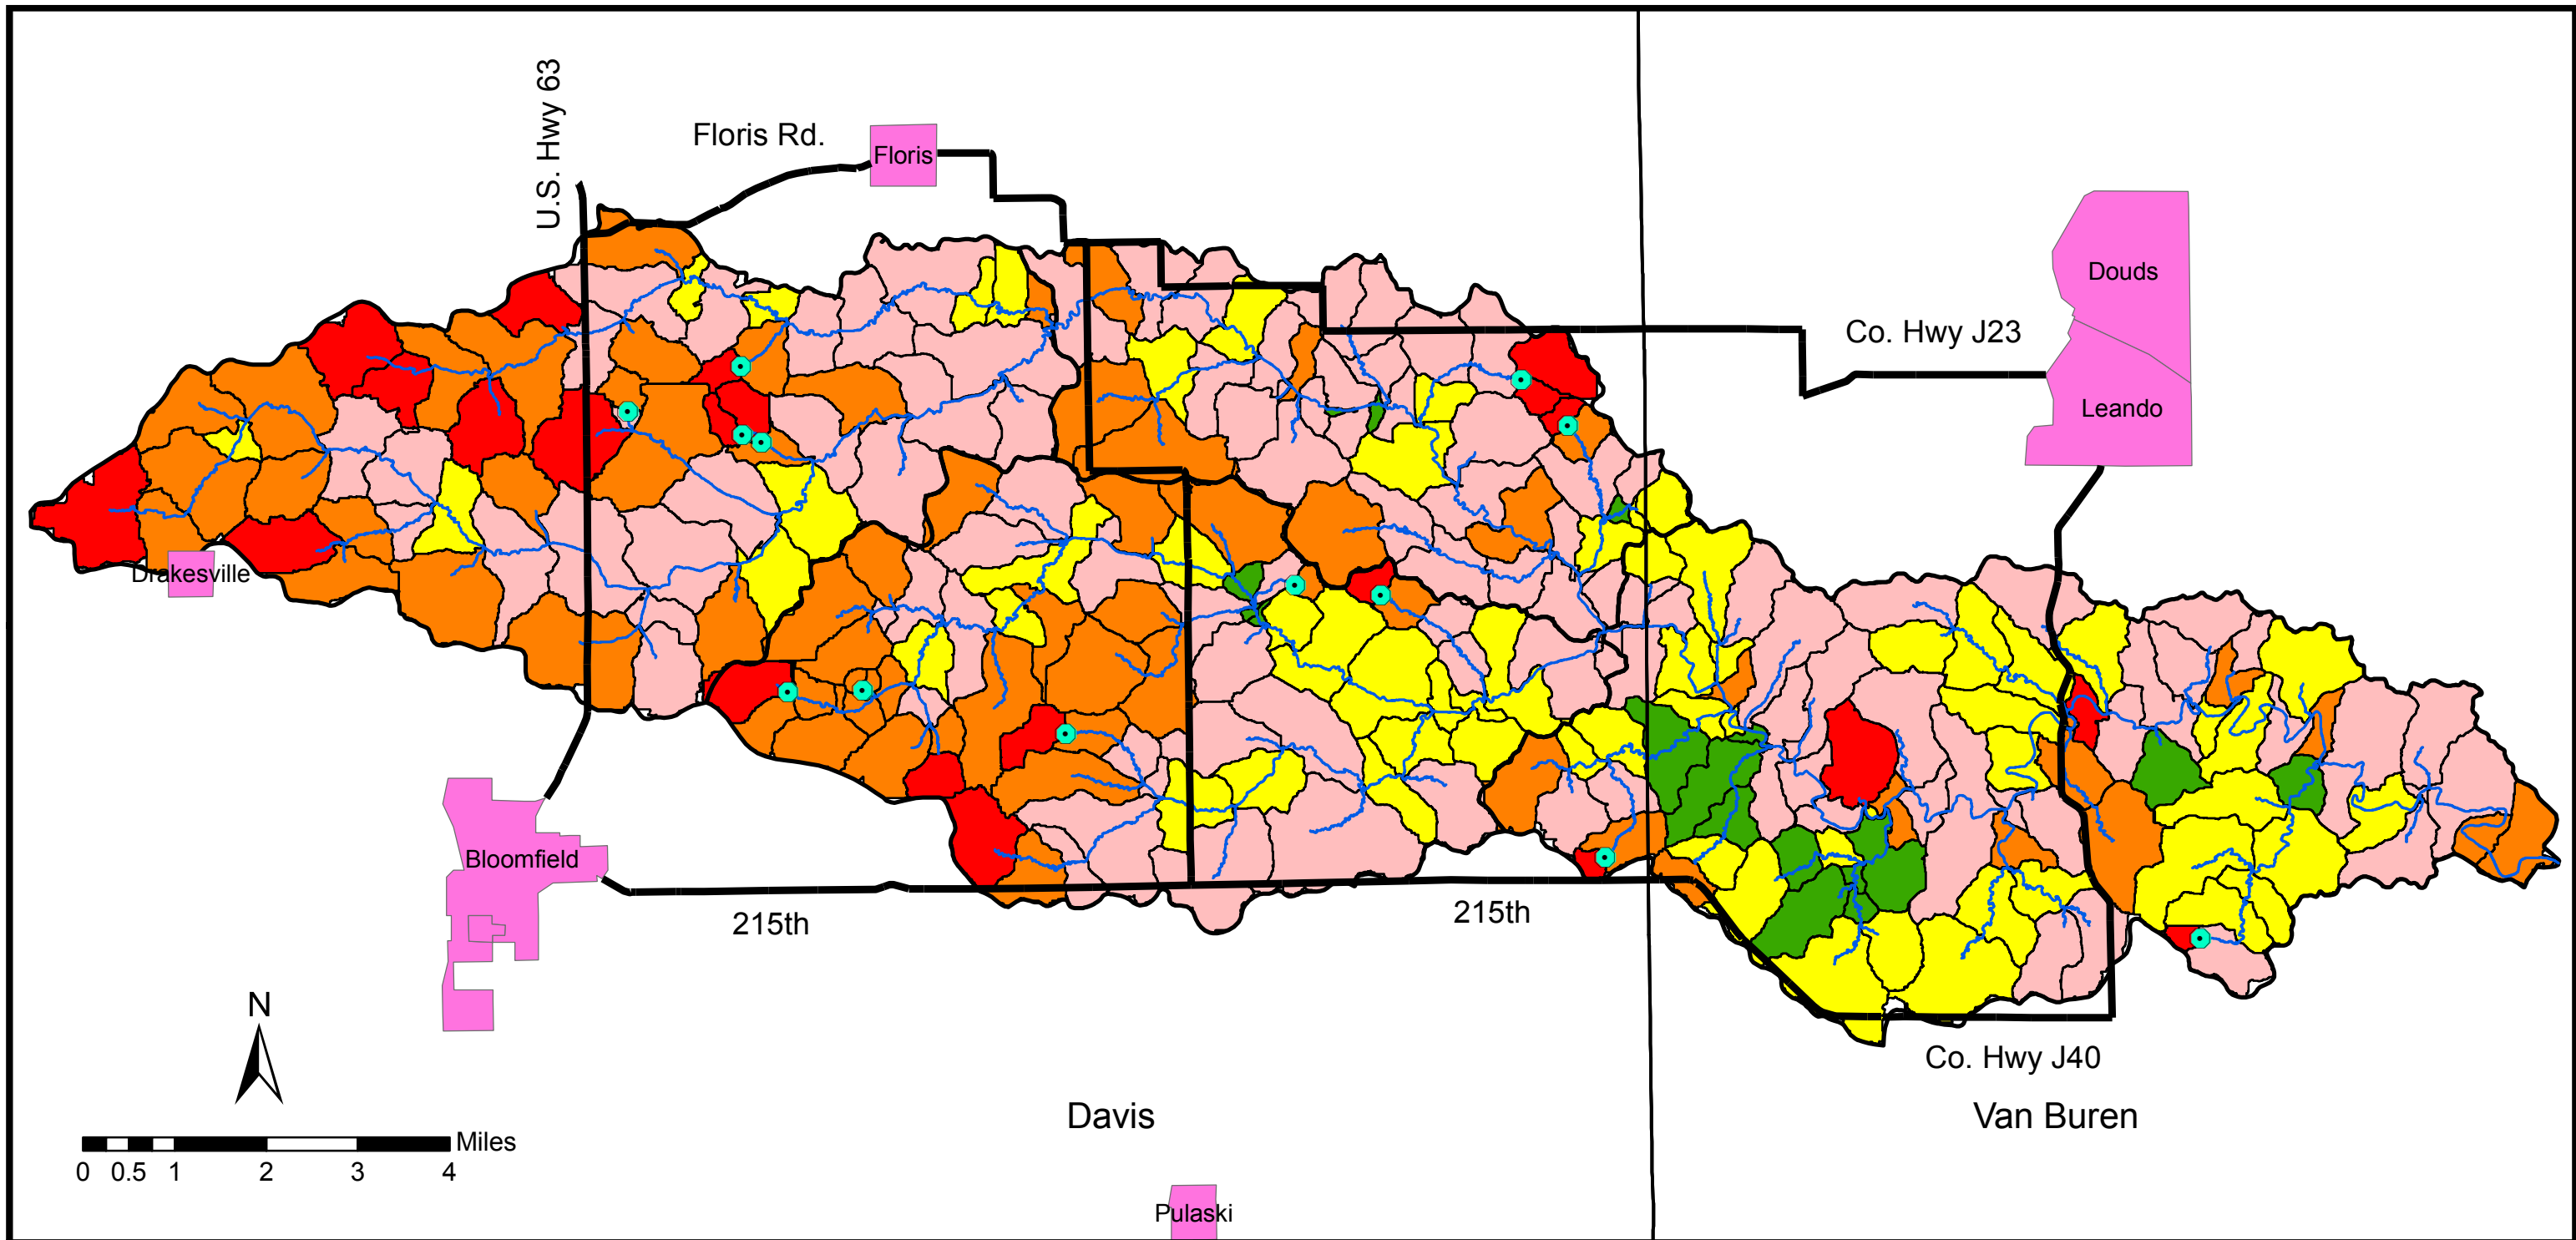 U.S. Hwy 63
Floris Rd.
Floris
Douds
Co. Hwy J23
Leando
Drakesville
Bloomfield
215th
215th
N
Co. Hwy J40
Davis
Van Buren
Miles
0 0.5 1 2 3 4
Pulaski